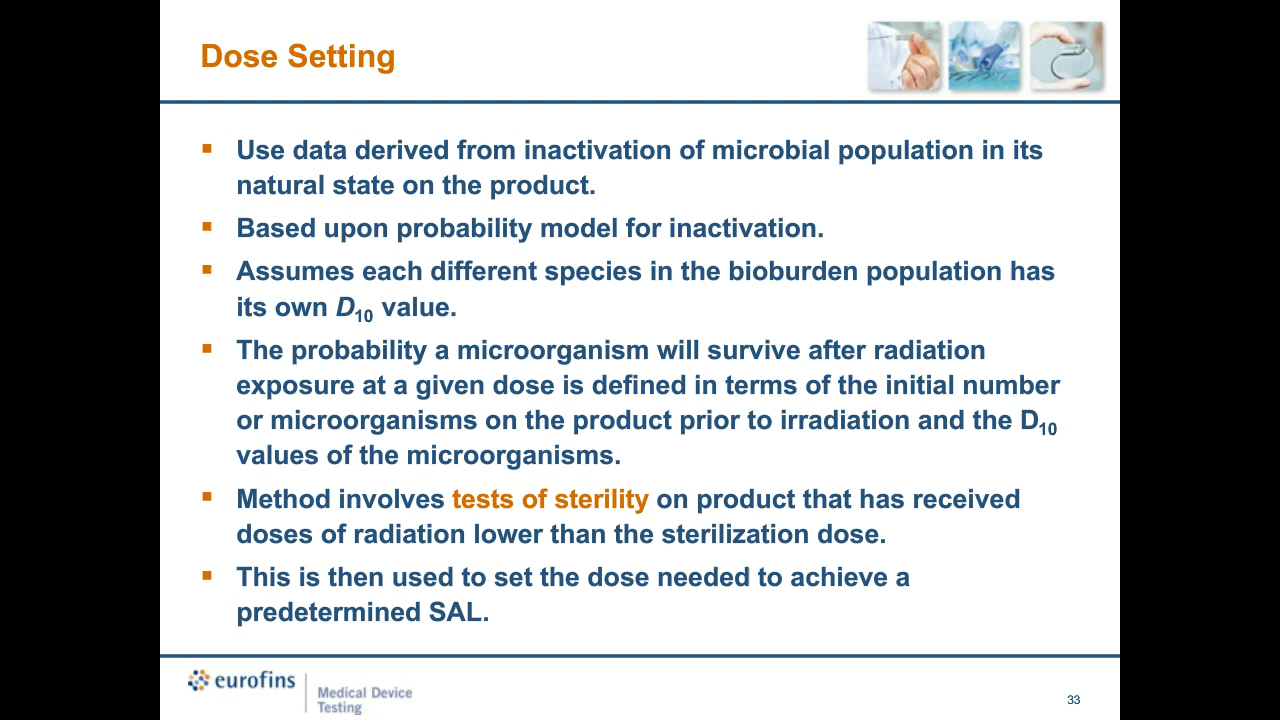 Dose Setting
▪ Use data derived from inactivation of microbial population in its
natural state on the product.
▪ Based upon probability model for inactivation.
▪ Assumes each different species in the bioburden population has
its own D10 value.
▪ The probability a microorganism will survive after radiation
exposure at a given dose is defined in terms of the initial number
or microorganisms on the product prior to irradiation and the D10
values of the microorganisms.
▪ Method involves tests of sterility on product that has received
doses of radiation lower than the sterilization dose.
▪ This is then used to set the dose needed to achieve a
predetermined SAL.
eurofins
Medical Device
Testing
33